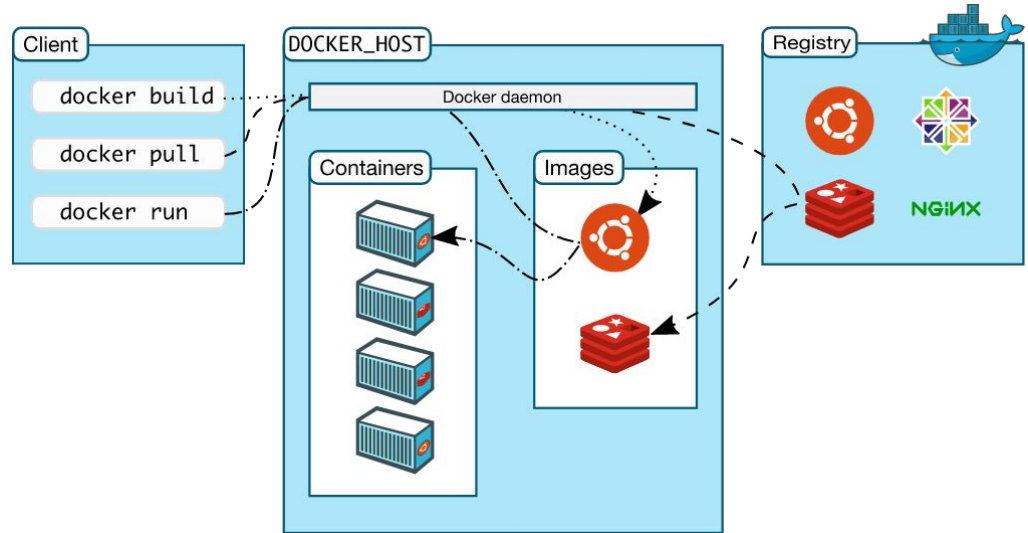 Client
docker build
docker pull
docker run
DOCKER_HOST
Docker daemon
Containers
Images
Registry
NGiNX